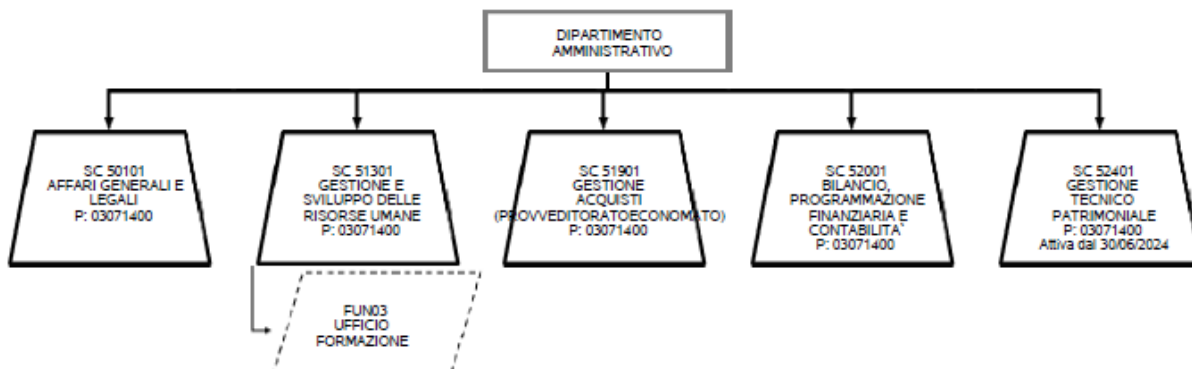 DIPARTIMENTO
AMMINISTRATIVO
SC 50101
AFFARI GENERALI E
LEGALI
P: 03071400
SC 51301
GESTIONE E
SVILUPPO DELLE
RISORSE UMANE
P: 03071400
SC 51901
GESTIONE
ACQUISTI
(PROVVEDITORATOECONOMATO)
P: 03071400
SC 52001
BILANCIO,
PROGRAMMAZIONE
FINANZIARIA E
CONTABILITA`
P: 03071400
SC 52401
GESTIONE
TECNICO
PATRIMONIALE
P: 03071400
Attiva dal 30/06/2024
FUN03
UFFICIO
FORMAZIONE